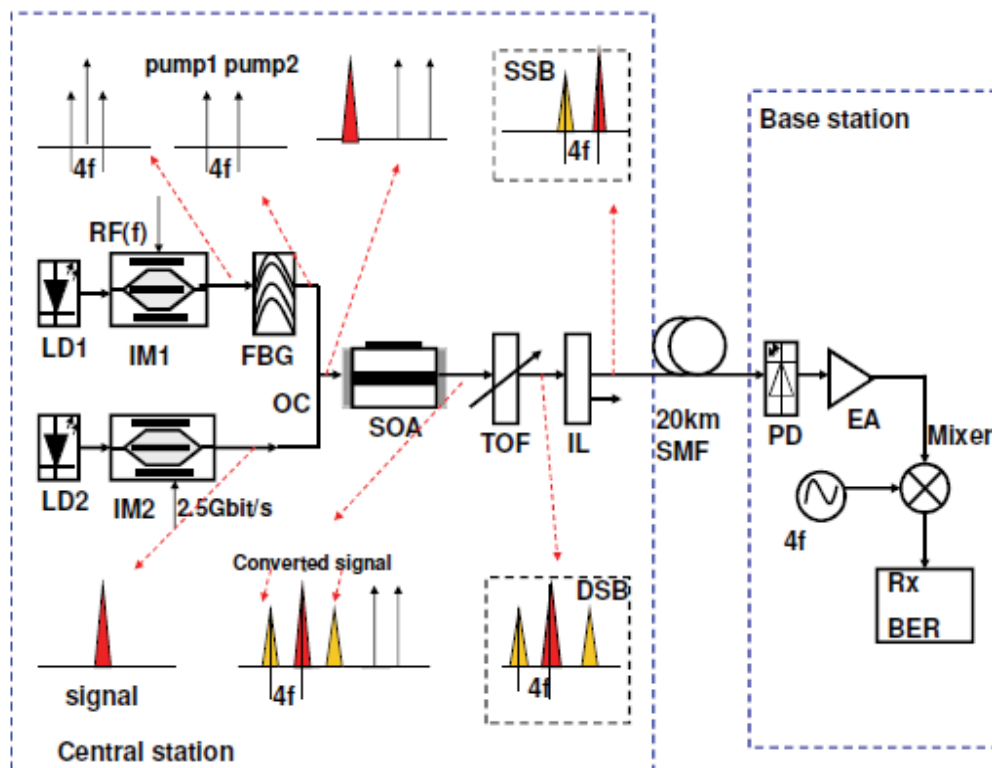 pump1 pump2
4f
4f
SSB
4f
Base station
RF(f)
LD1
IM1
FBG
OC
SOA
TOF
IL
20km
SMF
PD
EA
Mixer
LD2
IM2
2.5Gbit/s
4f
Converted signal
DSB
Rx
BER
4f
4f
signal
Central station